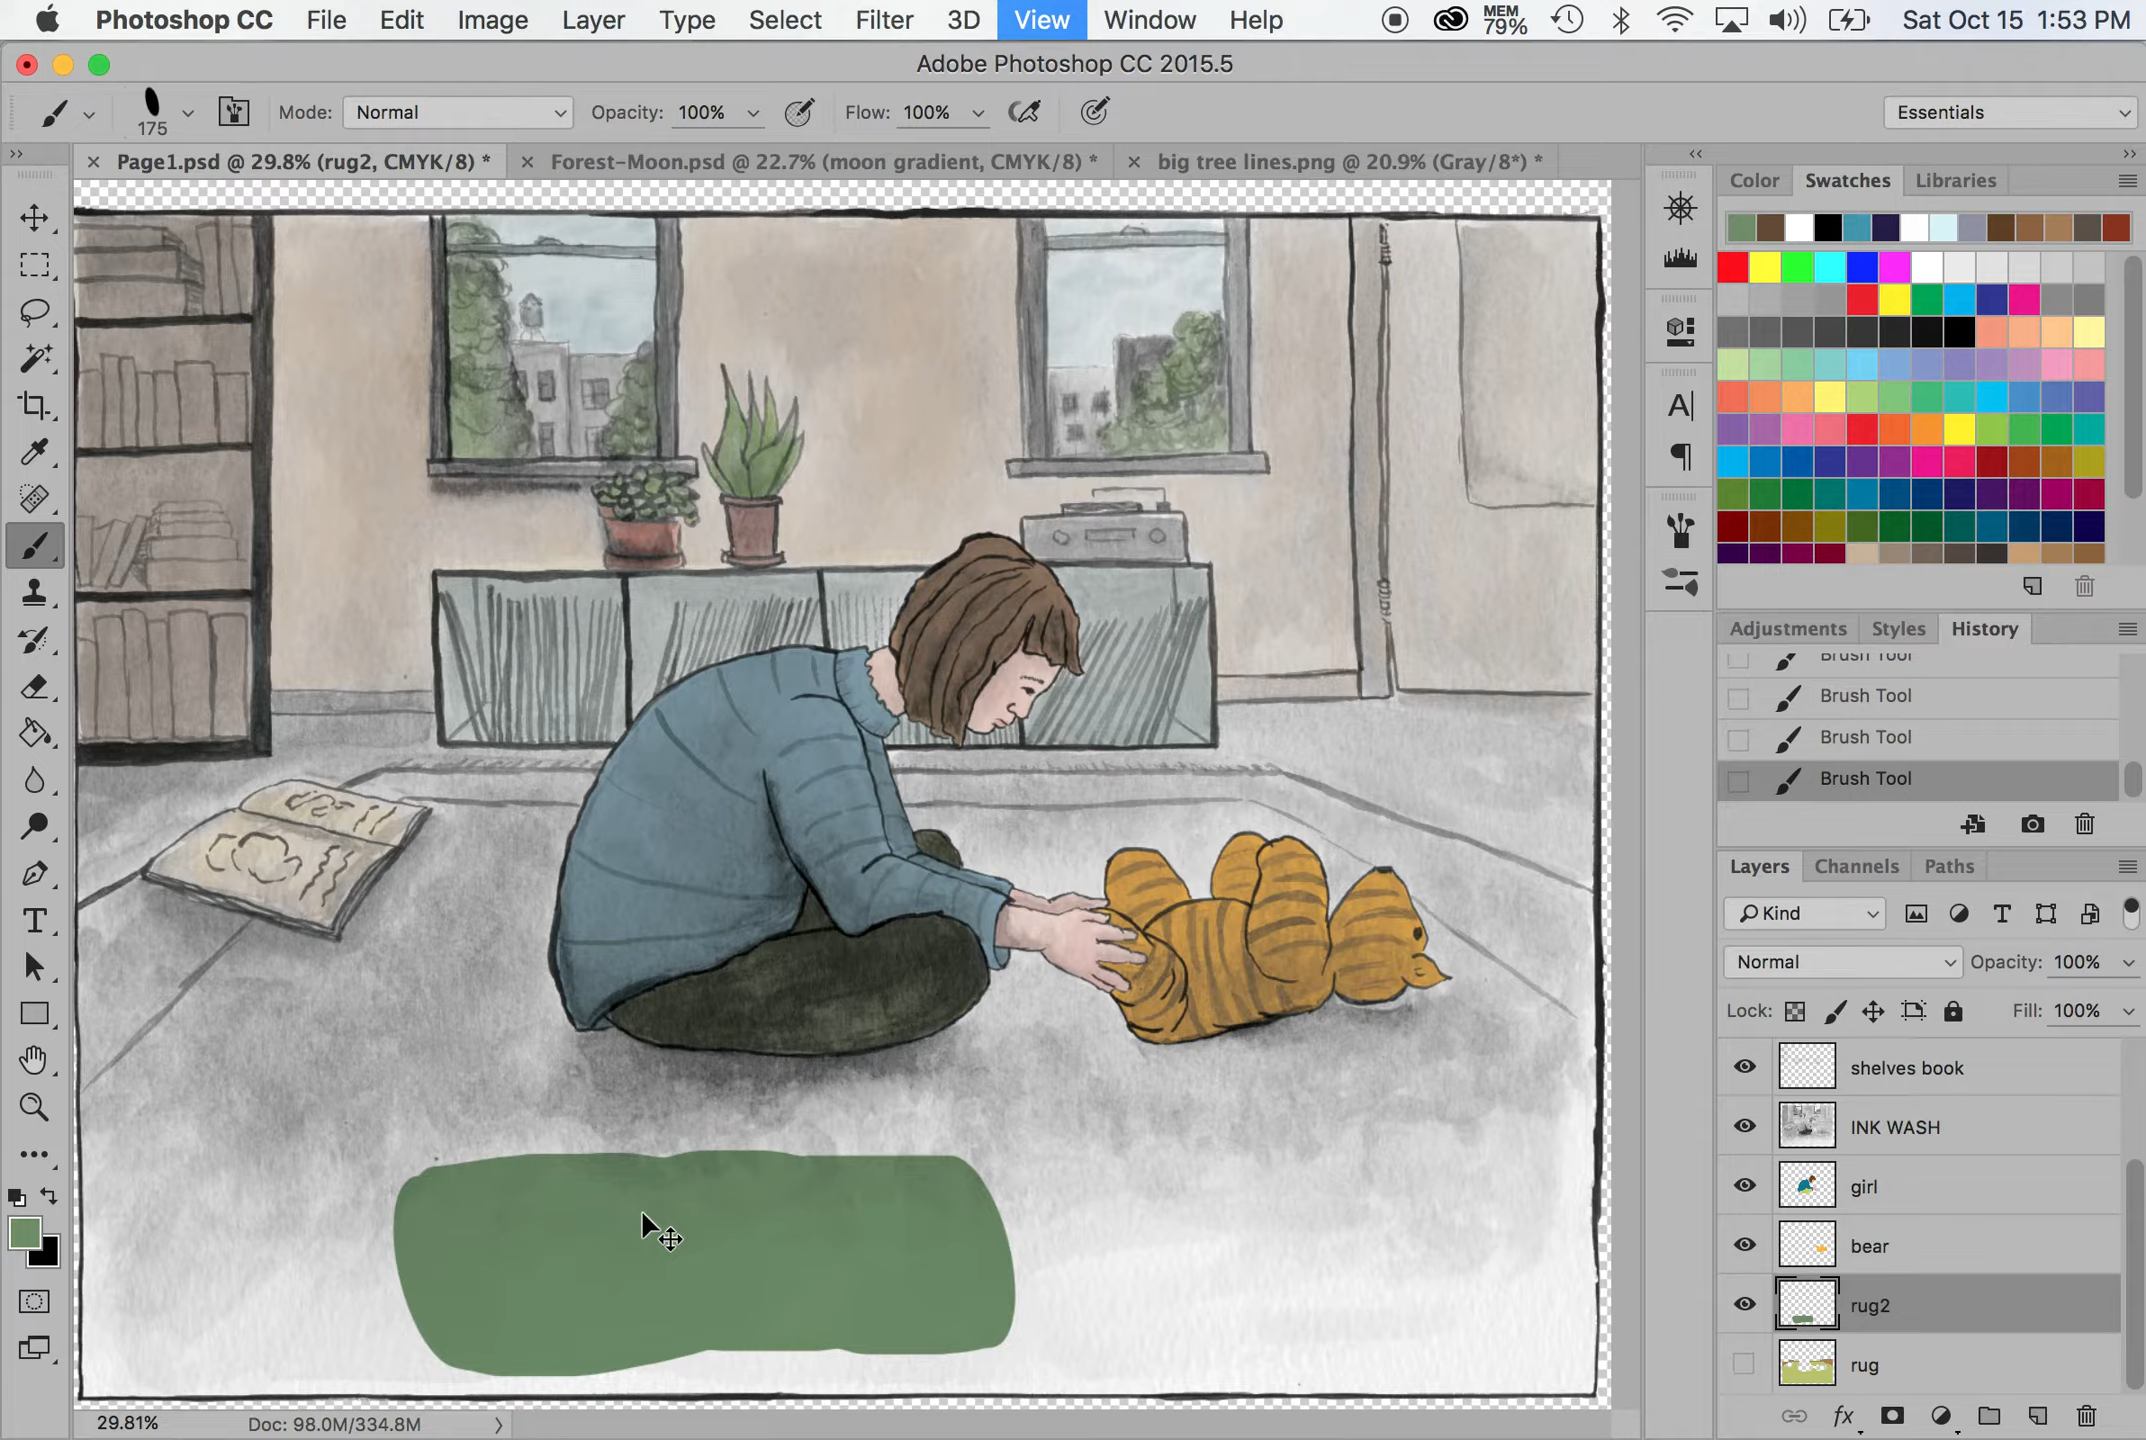 Photoshop CC File Edit Image Layer Type Select Filter 3D View Window Help MEM 79% Sat Oct 15 1:53 PM
Adobe Photoshop CC 2015.5
175 Mode: Normal Opacity: 100% Flow: 100% Essentials
Page1.psd @ 29.8% (rug2, CMYK/8) * Forest-Moon.psd @ 22.7% (moon gradient, CMYK/8) * big tree lines.png @ 20.9% (Gray/8*) *
Color Swatches Libraries
Adjustments Styles History
Brush Tool
Brush Tool
Brush Tool
Brush Tool
Layers Channels Paths
Kind
Normal Opacity: 100%
Lock: Fill: 100%
shelves book
INK WASH
girl
bear
rug2
rug
fx
29.81% Doc: 98.0M/334.8M